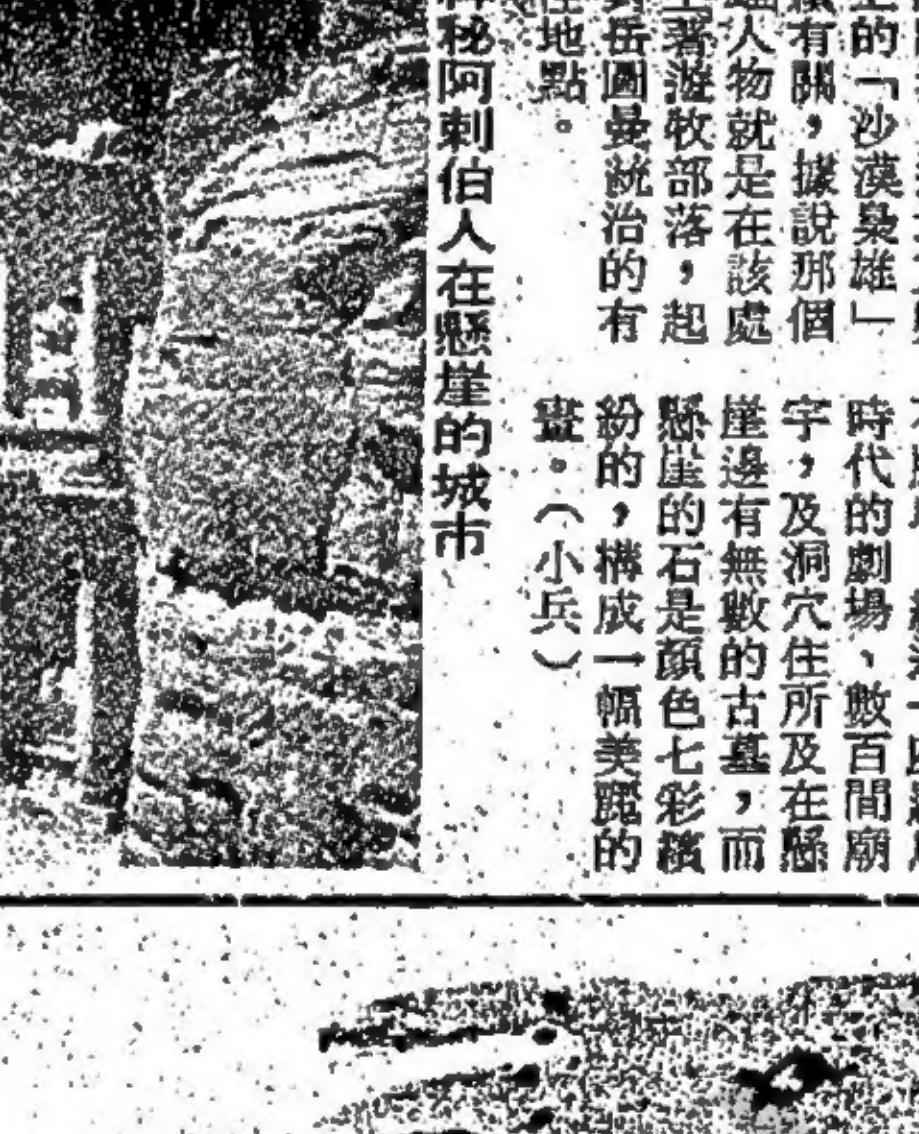 的「沙漠梟雄」
有關，據說那個
人物就是在該處
著遊牧部落，起
岳圖曼統治的有
地點。
時代的劇場、數百間廟
宇，及洞穴住所及在懸
崖邊有無數的古墓，而
懸崖的石是顏色七彩繽
紛的，構成一幅美麗的
畫。（小兵）
秘阿剌伯人在懸崖的城市